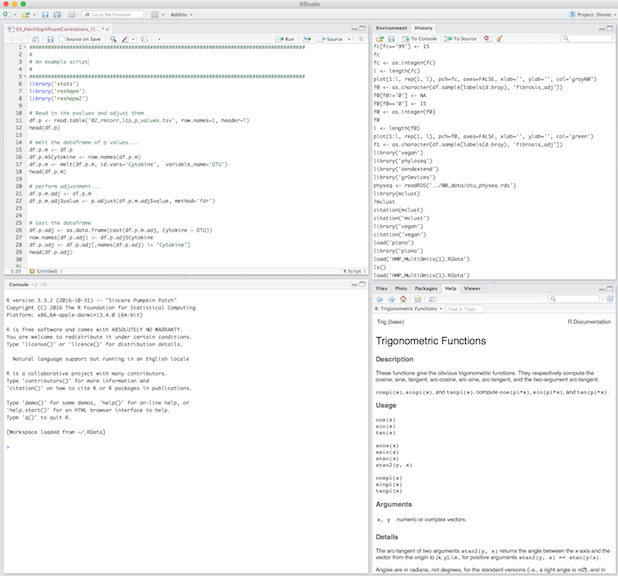 RStudio
Go to file/function
Addins
Project: (None)
03_FetchSignificantCorrelations_(1...
Source on Save
Run
Source
1 ####################################################################################
2 #
3 # An example script
4 #
5 ####################################################################################
6 library('stats')
7 library('reshape')
8 library('reshape2')
9
10 # Read in the pvalues and adjust them
11 df.p <- read.table('02_rmcorr_l1p_p_values.tsv', row.names=1, header=T)
12 head(df.p)
13
14 # melt the dataframe of p values...
15 df.p.m <- df.p
16 df.p.m$Cytokine <- row.names(df.p.m)
17 df.p.m <- melt(df.p.m, id.vars='Cytokine', variable_name='OTU')
18 head(df.p.m)
19
20 # perform adjustment...
21 df.p.m.adj <- df.p.m
22 df.p.m.adj$value <- p.adjust(df.p.m.adj$value, method='fdr')
23
24
25 # cast the dataframe
26 df.p.adj <- as.data.frame(cast(df.p.m.adj, Cytokine ~ OTU))
27 row.names(df.p.adj) <- df.p.adj$Cytokine
28 df.p.adj <- df.p.adj[,names(df.p.adj) != "Cytokine"]
29 head(df.p.adj)
30
31
3:20
(Untitled)
R Script
Console ~/
R version 3.3.2 (2016-10-31) -- "Sincere Pumpkin Patch"
Copyright (C) 2016 The R Foundation for Statistical Computing
Platform: x86_64-apple-darwin13.4.0 (64-bit)
R is free software and comes with ABSOLUTELY NO WARRANTY.
You are welcome to redistribute it under certain conditions.
Type 'license()' or 'licence()' for distribution details.
Natural language support but running in an English locale
R is a collaborative project with many contributors.
Type 'contributors()' for more information and
'citation()' on how to cite R or R packages in publications.
Type 'demo()' for some demos, 'help()' for on-line help, or
'help.start()' for an HTML browser interface to help.
Type 'q()' to quit R.
[Workspace loaded from ~/.RData]
>
Environment History
To Console To Source
fc[fc=='99'] <- 15
fc
fc <- as.integer(fc)
l <- length(fc)
plot(1:l, rep(1, l), pch=fc, axes=FALSE, xlab='', ylab='', col='gray60')
f0 <- as.character(df.sample[labels(d.bray), 'fibrosis_adj'])
f0[f0!='0'] <- NA
f0[f0=='0'] <- 15
f0 <- as.integer(f0)
f0
l <- length(f0)
plot(1:l, rep(1, l), pch=f0, axes=FALSE, xlab='', ylab='', col='green')
f1 <- as.character(df.sample[labels(d.bray), 'fibrosis_adj'])
library('vegan')
library('phyloseq')
library('dendextend')
library('grDevices')
physeq <- readRDS('../00_data/otu_physeq.rds')
library(mclust)
?mclust
citation(mclust)
citation('mclust')
library('vegan')
citation('vegan')
load('piano')
library('piano')
load('HMP_MultiOmics(1).RData')
ls()
load('HMP_MultiOmics(1).RData')
Files Plots Packages Help Viewer
R: Trigonometric Functions
Find in Topic
Trig {base}
R Documentation
Trigonometric Functions
Description
These functions give the obvious trigonometric functions. They respectively compute the
cosine, sine, tangent, arc-cosine, arc-sine, arc-tangent, and the two-argument arc-tangent.
cospi(x), sinpi(x), and tanpi(x), compute cos(pi*x), sin(pi*x), and tan(pi*x).
Usage
cos(x)
sin(x)
tan(x)
acos(x)
asin(x)
atan(x)
atan2(y, x)
cospi(x)
sinpi(x)
tanpi(x)
Arguments
x, y numeric or complex vectors.
Details
The arc-tangent of two arguments atan2(y, x) returns the angle between the x-axis and the
vector from the origin to (x, y), i.e., for positive arguments atan2(y, x) == atan(y/x).
Angles are in radians, not degrees, for the standard versions (i.e., a right angle is π/2), and in